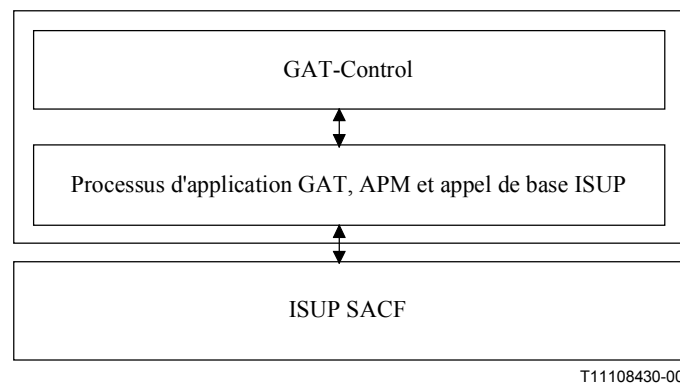 GAT-Control
Processus d'application GAT, APM et appel de base ISUP
ISUP SACF
T11108430-00